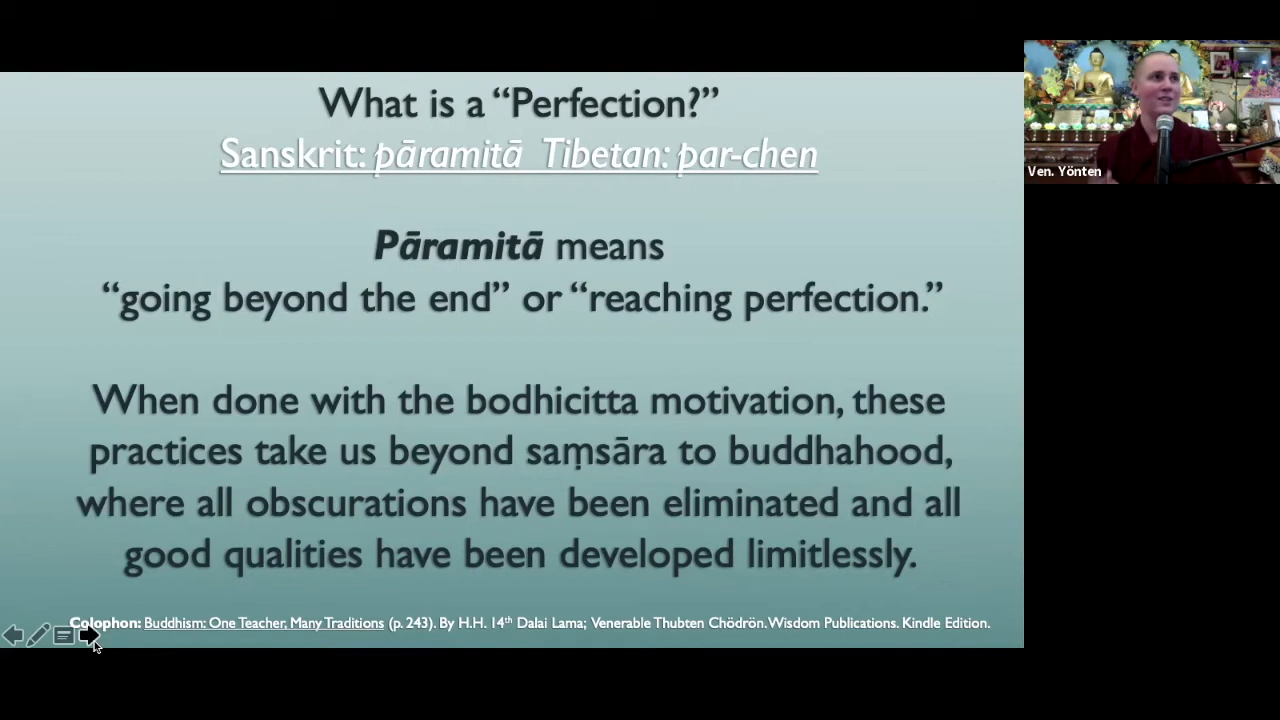 What is a “Perfection?”
Sanskrit: pāramitā Tibetan: par-chen
Pāramitā means
“going beyond the end” or “reaching perfection.”
When done with the bodhicitta motivation, these
practices take us beyond saṃsāra to buddhahood,
where all obscurations have been eliminated and all
good qualities have been developed limitlessly.
Colophon: Buddhism: One Teacher, Many Traditions (p. 243). By H.H. 14th Dalai Lama; Venerable Thubten Chödrön. Wisdom Publications. Kindle Edition.
Ven. Yönten